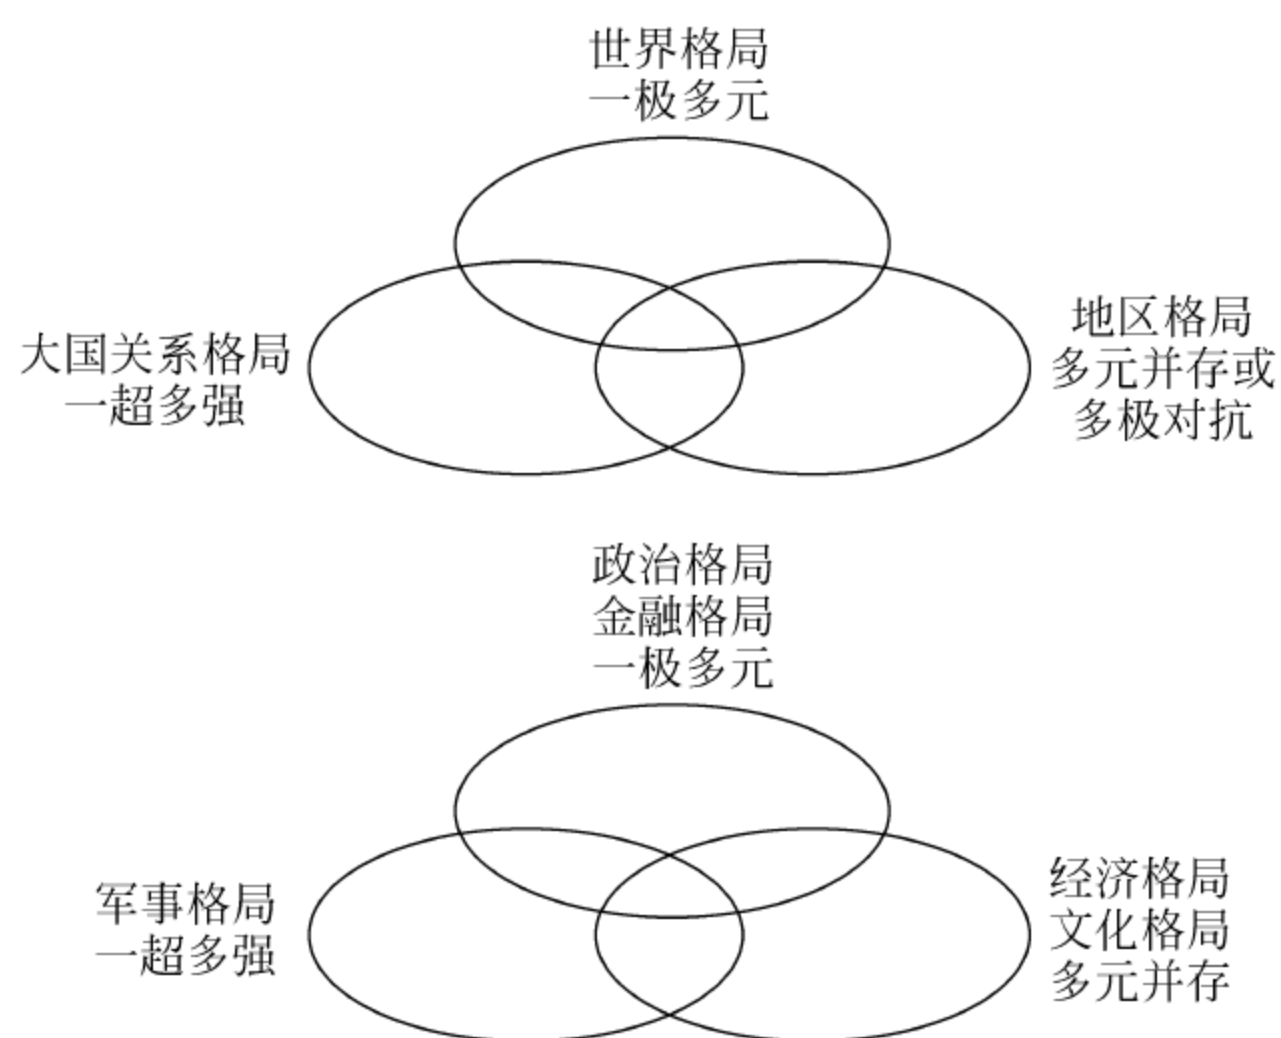 世界格局
一极多元
大国关系格局
一超多强
地区格局
多元并存或
多极对抗
政治格局
金融格局
一极多元
军事格局
一超多强
经济格局
文化格局
多元并存